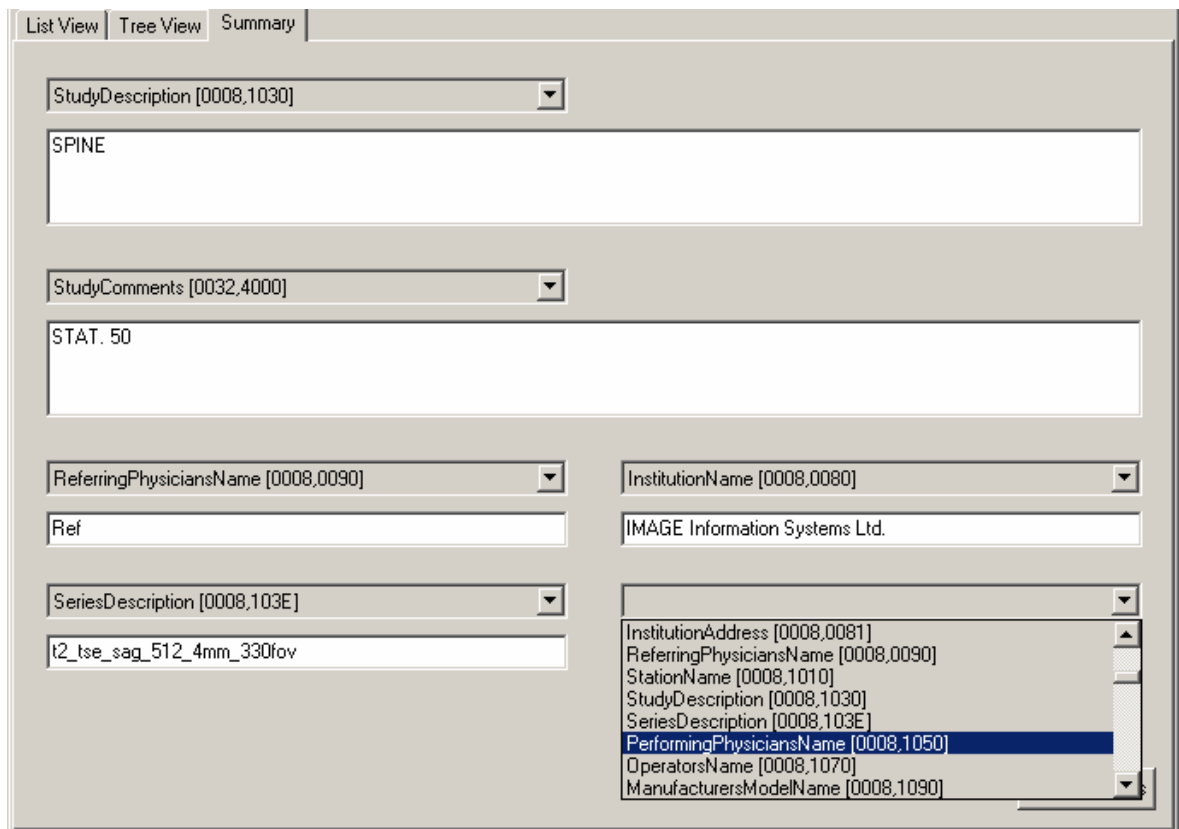 List View
Tree View
Summary
StudyDescription [0008,1030]
SPINE
StudyComments [0032,4000]
STAT. 50
ReferringPhysiciansName [0008,0090]
InstitutionName [0008,0080]
Ref
IMAGE Information Systems Ltd.
SeriesDescription [0008,103E]
t2_tse_sag_512_4mm_330fov
InstitutionAddress [0008,0081]
ReferringPhysiciansName [0008,0090]
StationName [0008,1010]
StudyDescription [0008,1030]
SeriesDescription [0008,103E]
PerformingPhysiciansName [0008,1050]
OperatorsName [0008,1070]
ManufacturersModelName [0008,1090]